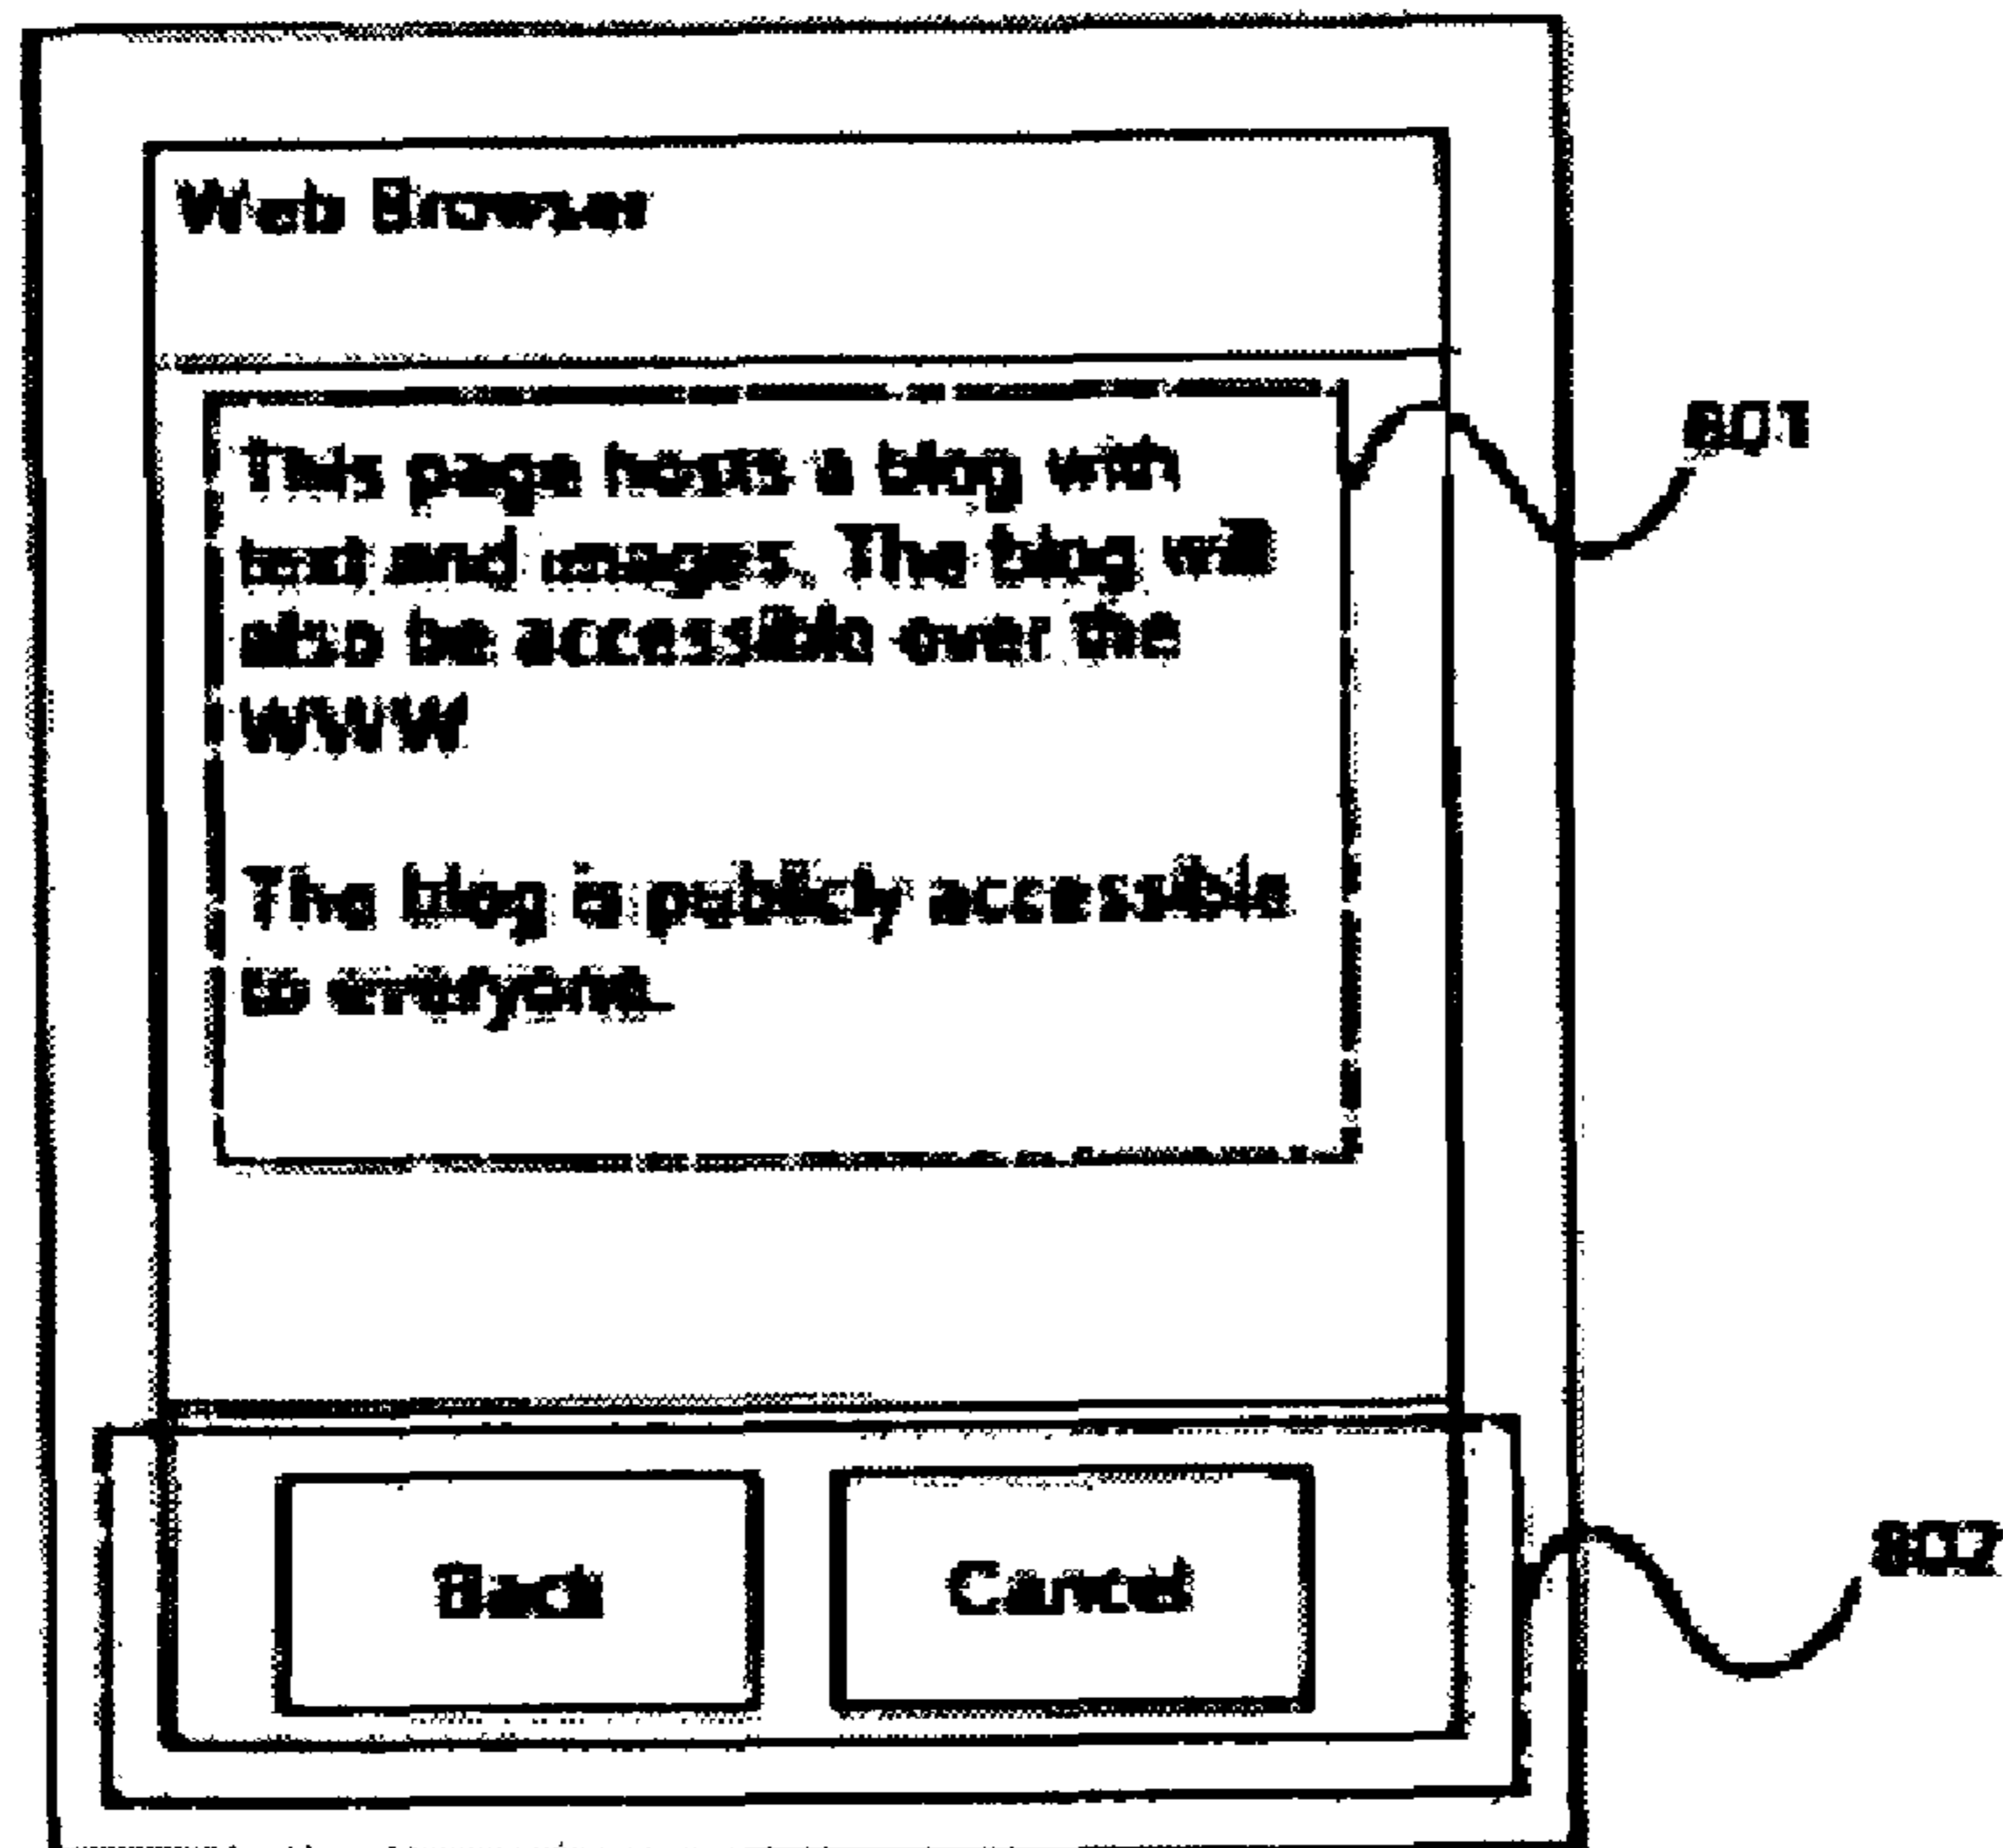 Web Browser
This page hosts a blog with
text and images. The blog will
also be accessible over the
WWW
The blog is publicly accessible
to everyone.
801
Back
Cancel
802